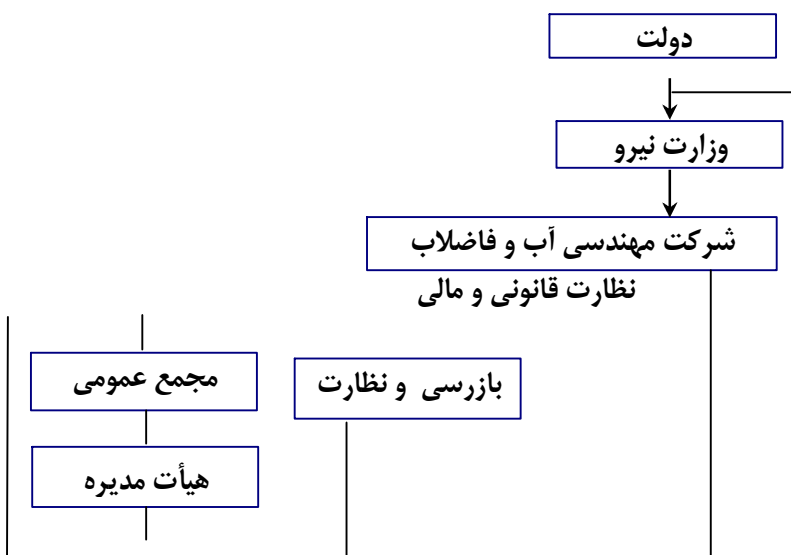 دولت
وزارت نیرو
شرکت مهندسی آب و فاضلاب
نظارت قانونی و مالی
بازرسی و نظارت
مجمع عمومی
هیأت مدیره